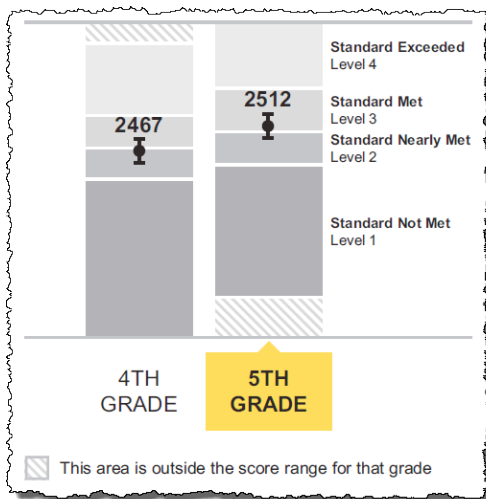 Standard Exceeded
Level 4
2467
2512
Standard Met
Level 3
Standard Nearly Met
Level 2
Standard Not Met
Level 1
4TH
GRADE
5TH
GRADE
This area is outside the score range for that grade